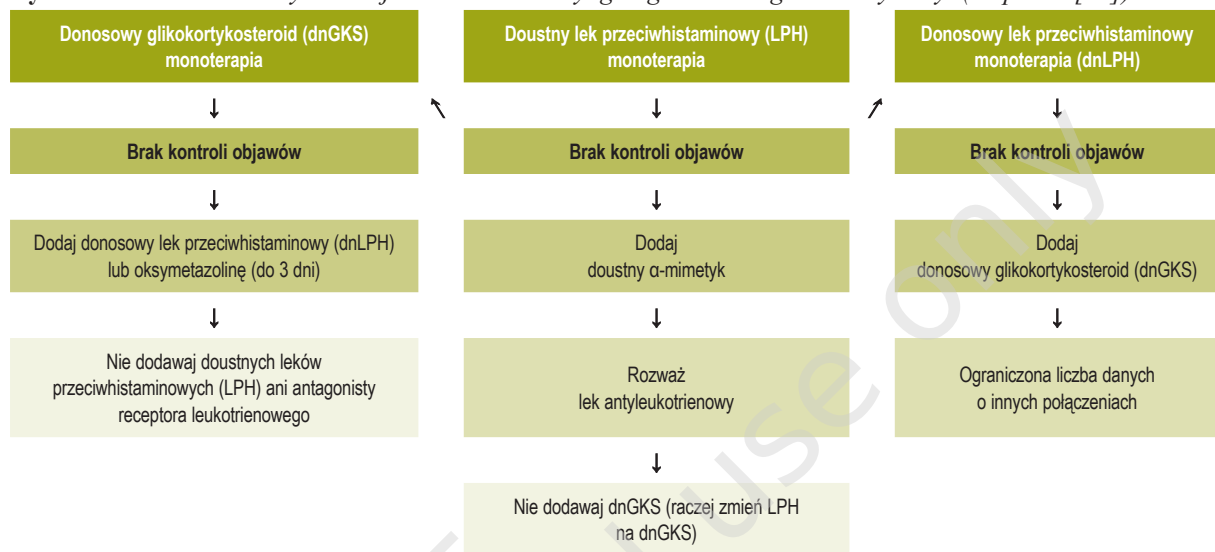 Donosowy glikokortykosteroid (dnGKS)
monoterapia
Brak kontroli objawów
Dodaj donosowy lek przeciwhistaminowy (dnLPH)
lub oksymetazolinę (do 3 dni)
Nie dodawaj doustnych leków
przeciwhistaminowych (LPH) ani antagonisty
receptora leukotrienowego
Doustny lek przeciwhistaminowy (LPH)
monoterapia
Brak kontroli objawów
Dodaj
doustny α-mimetyk
Rozważ
lek antyleukotrienowy
Nie dodawaj dnGKS (raczej zmień LPH
na dnGKS)
Donosowy lek przeciwhistaminowy
monoterapia (dnLPH)
Brak kontroli objawów
Dodaj
donosowy glikokortykosteroid (dnGKS)
Ograniczona liczba danych
o innych połączeniach
use only